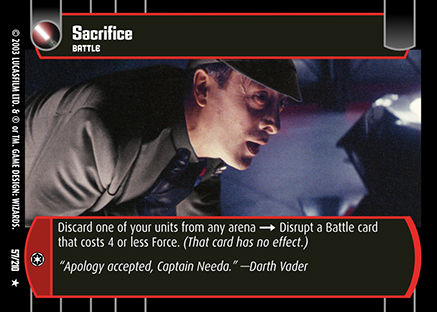 Sacrifice
BATTLE
Discard one of your units from any arena → Disrupt a Battle card
that costs 4 or less Force. (That card has no effect.)
“Apology accepted, Captain Needa.” —Darth Vader
© 2003 LUCASFILM LTD. & ® or TM. GAME DESIGN: WIZARDS.
57/210 ★